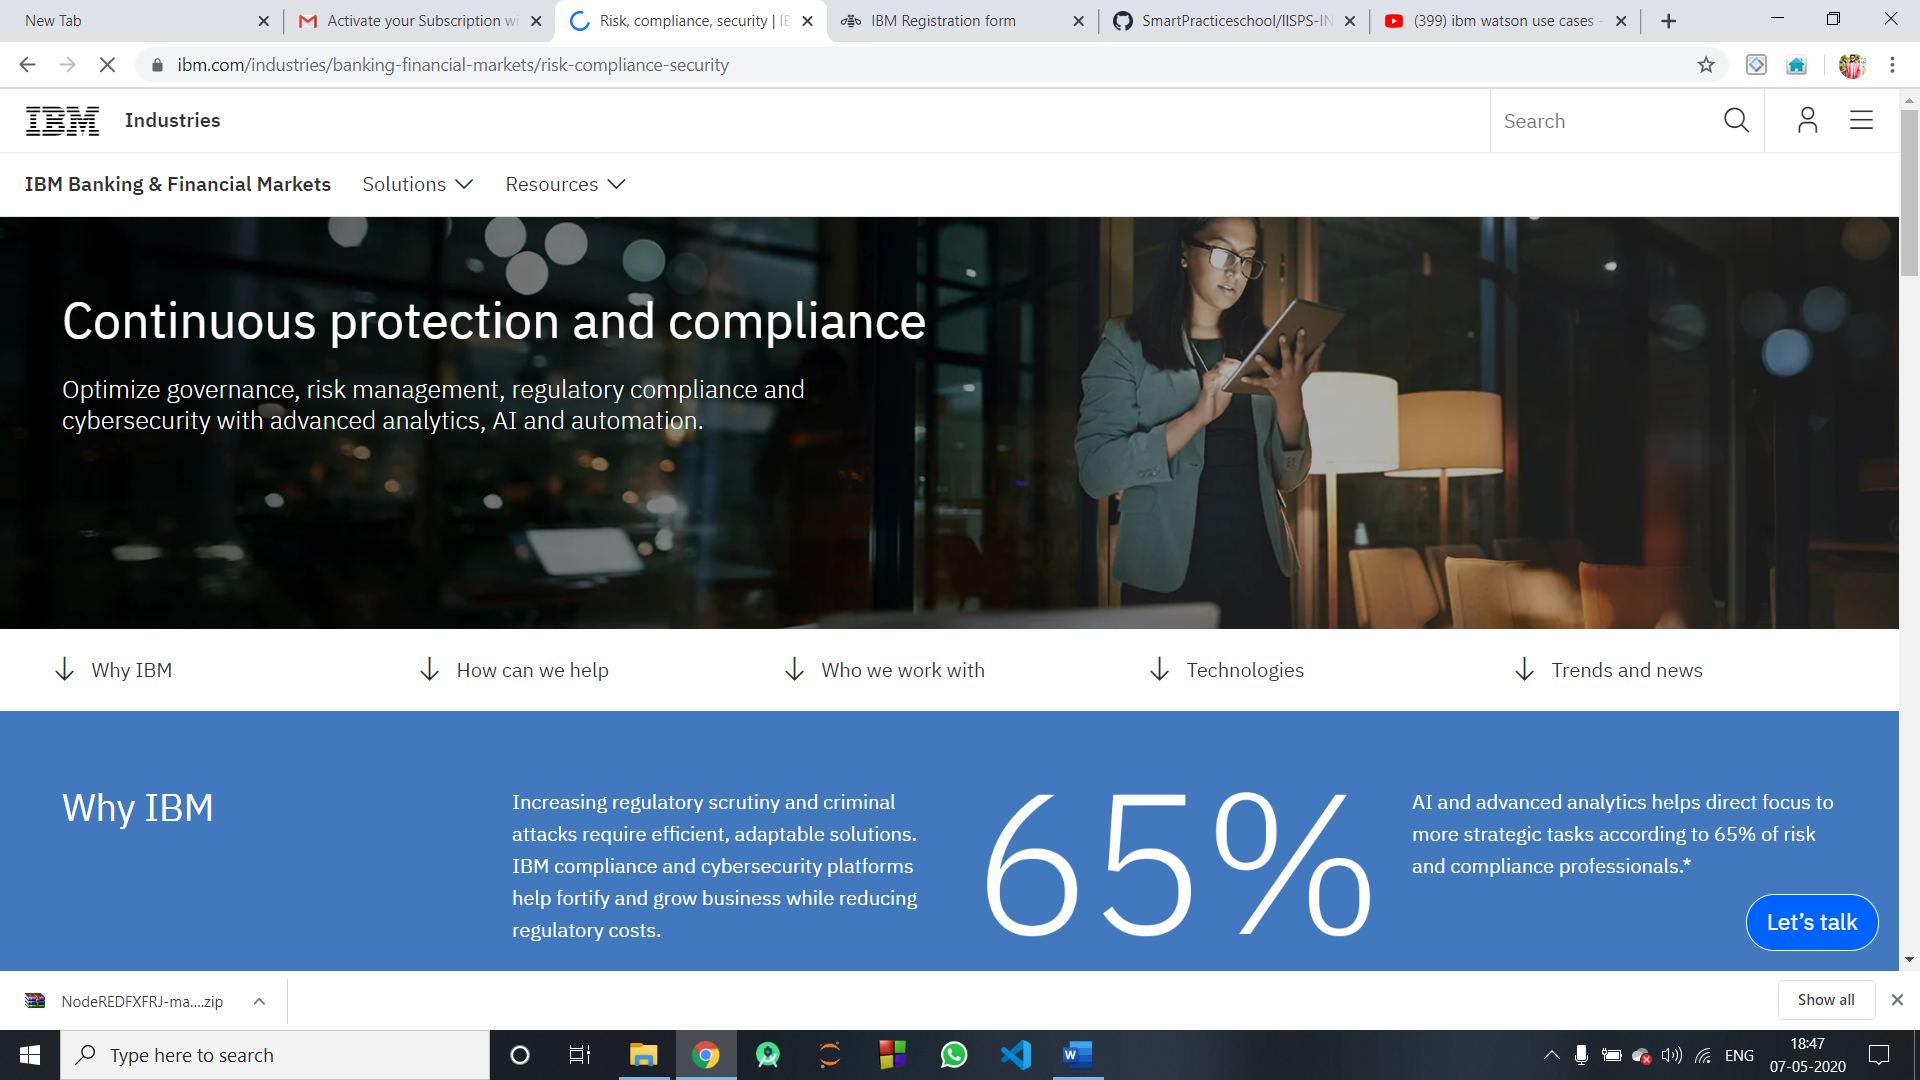 New Tab
Activate your Subscription wi
Risk, compliance, security | IB
IBM Registration form
SmartPracticeschool/IISPS-IN
(399) ibm watson use cases -
ibm.com/industries/banking-financial-markets/risk-compliance-security
IBM
Industries
Search
IBM Banking & Financial Markets
Solutions
Resources
Continuous protection and compliance
Optimize governance, risk management, regulatory compliance and
cybersecurity with advanced analytics, AI and automation.
Why IBM
How can we help
Who we work with
Technologies
Trends and news
Why IBM
Increasing regulatory scrutiny and criminal
attacks require efficient, adaptable solutions.
IBM compliance and cybersecurity platforms
help fortify and grow business while reducing
regulatory costs.
65%
AI and advanced analytics helps direct focus to
more strategic tasks according to 65% of risk
and compliance professionals.*
Let’s talk
NodeREDFXFRJ-ma....zip
Show all
Type here to search
ENG
18:47
07-05-2020